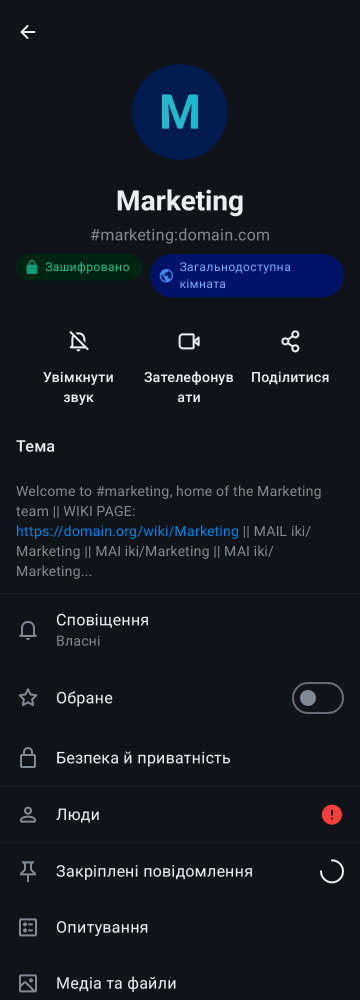 M
Marketing
#marketing:domain.com
Зашифровано
Загальнодоступна
кімната
Увімкнути
звук
Зателефонув
ати
Поділитися
Тема
Welcome to #marketing, home of the Marketing
team || WIKI PAGE:
https://domain.org/wiki/Marketing || MAIL iki/
Marketing || MAI iki/Marketing || MAI iki/
Marketing...
Сповіщення
Власні
Обране
Безпека й приватність
Люди
Закріплені повідомлення
Опитування
Медіа та файли